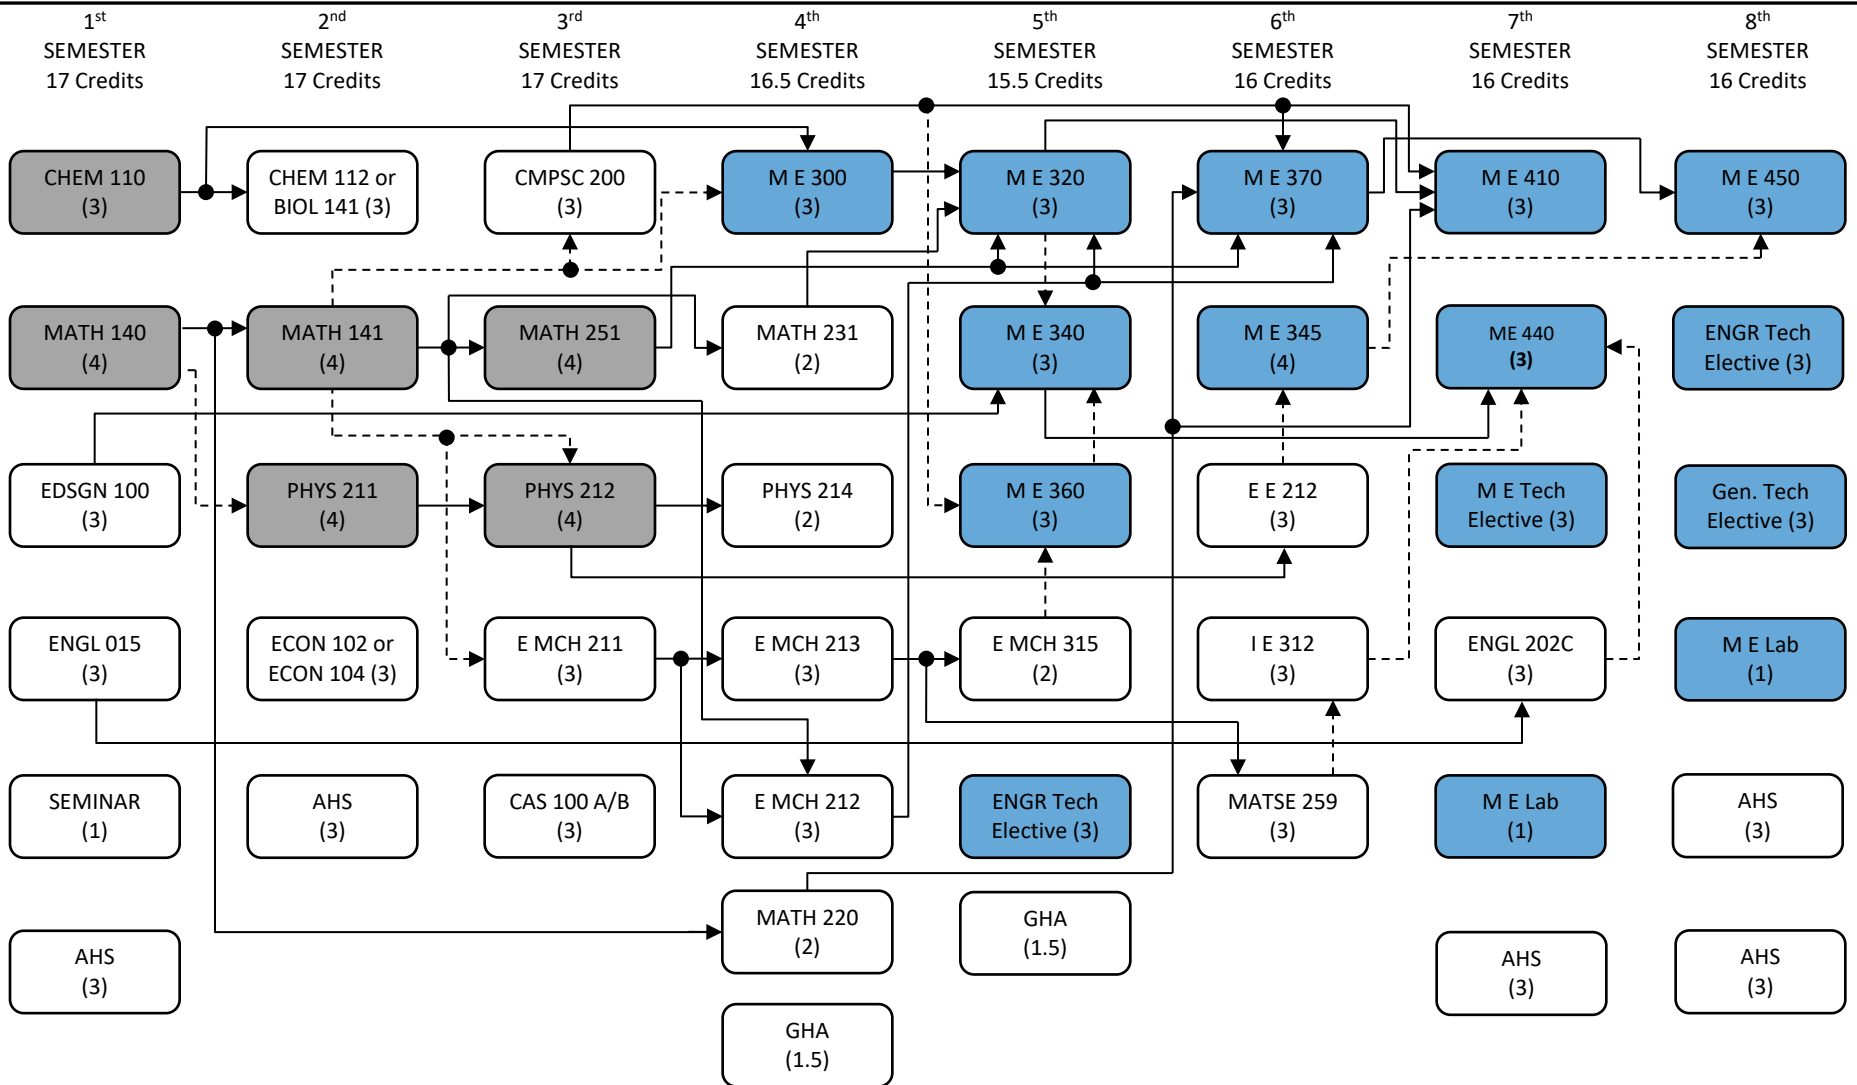 1st
SEMESTER
17 Credits
2nd
SEMESTER
17 Credits
3rd
SEMESTER
17 Credits
4th
SEMESTER
16.5 Credits
5th
SEMESTER
15.5 Credits
6th
SEMESTER
16 Credits
7th
SEMESTER
16 Credits
8th
SEMESTER
16 Credits
CHEM 110
(3)
CHEM 112 or
BIOL 141 (3)
CMPSC 200
(3)
M E 300
(3)
M E 320
(3)
M E 370
(3)
M E 410
(3)
M E 450
(3)
MATH 140
(4)
MATH 141
(4)
MATH 251
(4)
MATH 231
(2)
M E 340
(3)
M E 345
(4)
ME 440
(3)
ENGR Tech
Elective (3)
EDSGN 100
(3)
PHYS 211
(4)
PHYS 212
(4)
PHYS 214
(2)
M E 360
(3)
E E 212
(3)
M E Tech
Elective (3)
Gen. Tech
Elective (3)
ENGL 015
(3)
ECON 102 or
ECON 104 (3)
E MCH 211
(3)
E MCH 213
(3)
E MCH 315
(2)
I E 312
(3)
ENGL 202C
(3)
M E Lab
(1)
SEMINAR
(1)
AHS
(3)
CAS 100 A/B
(3)
E MCH 212
(3)
ENGR Tech
Elective (3)
MATSE 259
(3)
M E Lab
(1)
AHS
(3)
AHS
(3)
MATH 220
(2)
GHA
(1.5)
AHS
(3)
AHS
(3)
GHA
(1.5)